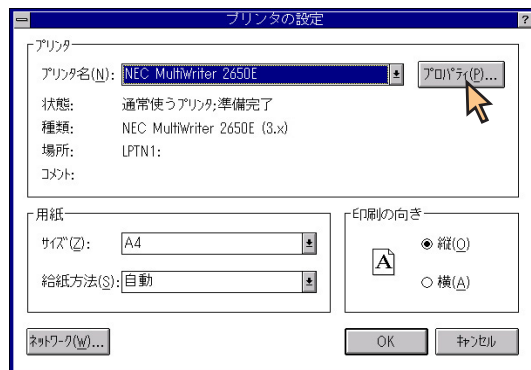 プリンタの設定
?
プリンタ
プリンタ名(N): NEC MultiWriter 2650E
プロパティ(P)...
状態: 通常使うプリンタ;準備完了
種類: NEC MultiWriter 2650E (3.x)
場所: LPTN1:
コメント:
用紙
サイズ(Z): A4
給紙方法(S): 自動
印刷の向き
A
縦(O)
横(A)
ネットワーク(W)...
OK
キャンセル